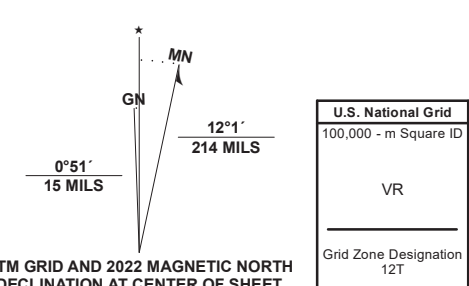 ★
MN
GN
12°1´
214 MILS
0°51´
15 MILS
TM GRID AND 2022 MAGNETIC NORTH
DECLINATION AT CENTER OF SHEET
U.S. National Grid
100,000 - m Square ID
VR
Grid Zone Designation
12T